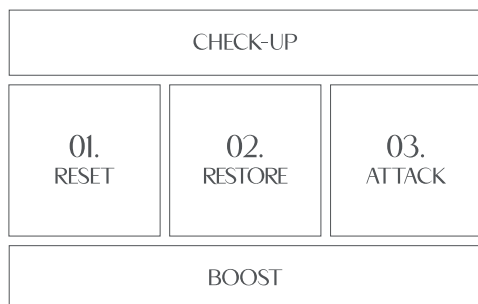 CHECK-UP
01.
RESET
02.
RESTORE
03.
ATTACK
BOOST